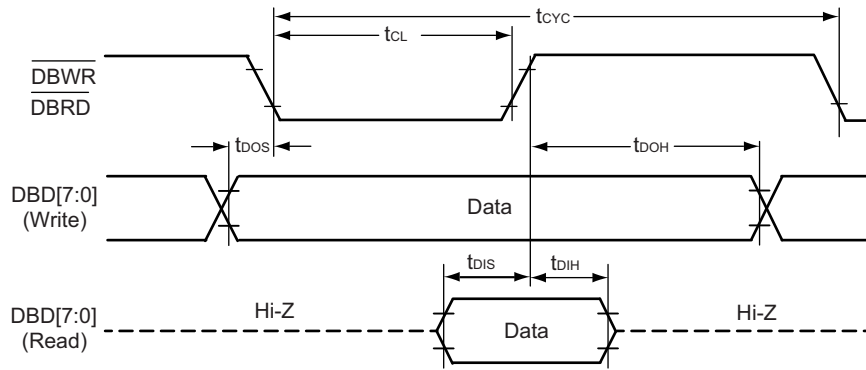 tCYC
tCL
DBWR
DBRD
tDOS
tDOH
DBD[7:0]
(Write)
Data
tDIS
tDIH
DBD[7:0]
(Read)
Hi-Z
Data
Hi-Z